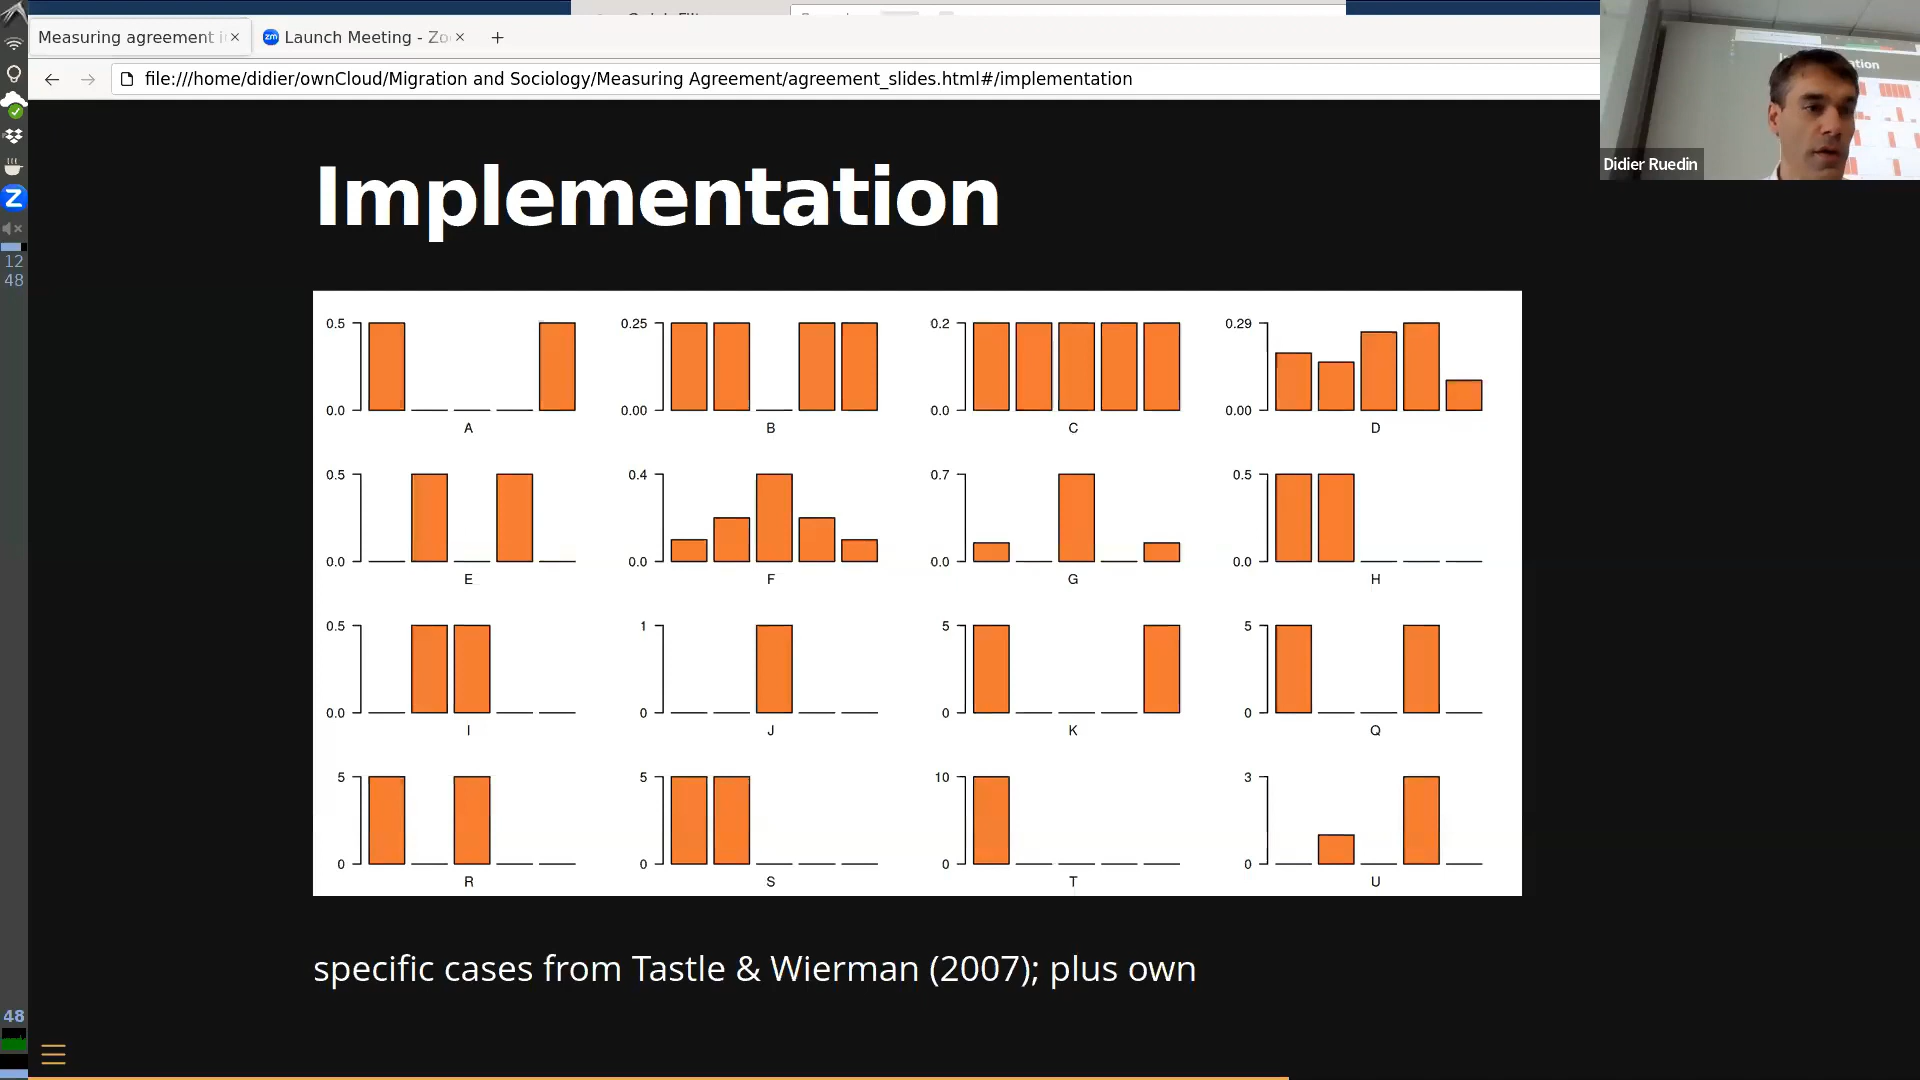 Measuring agreement i
Launch Meeting - Zo
file:///home/didier/ownCloud/Migration and Sociology/Measuring Agreement/agreement_slides.html#/implementation
Didier Ruedin
12
48
Implementation
0.5
0.0
A
0.25
0.00
B
0.2
0.0
C
0.29
0.00
D
0.5
0.0
E
0.4
0.0
F
0.7
0.0
G
0.5
0.0
H
0.5
0.0
I
1
0
J
5
0
K
5
0
Q
5
0
R
5
0
S
10
0
T
3
0
U
specific cases from Tastle & Wierman (2007); plus own
48